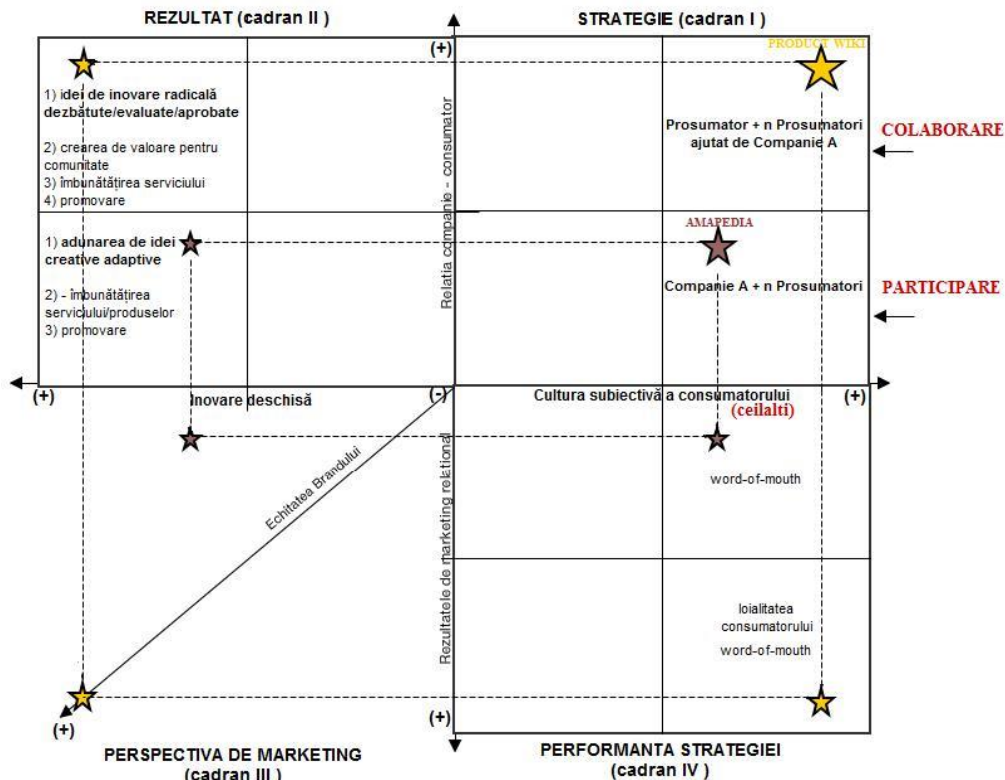 REZULTAT (cadran II )
STRATEGIE (cadran I )
(+)
PRODUCT WIKI
1) idei de inovare radicală
dezbătute/evaluate/aprobate
2) crearea de valoare pentru
comunitate
3) îmbunătățirea serviciului
4) promovare
Relatia companie - consumator
Prosumator + n Prosumatori
ajutat de Companie A
COLABORARE
1) adunarea de idei
creative adaptive
2) - îmbunătățirea
serviciului/produselor
3) promovare
AMAPEDIA
Companie A + n Prosumatori
PARTICIPARE
(+)
Inovare deschisă
(-)
Cultura subiectivă a consumatorului
(+)
(ceilalti)
Echitatea Brandului
Rezultatele de marketing relational
word-of-mouth
loialitatea
consumatorului
word-of-mouth
(+)
(+)
PERSPECTIVA DE MARKETING
(cadran III )
PERFORMANTA STRATEGIEI
(cadran IV )